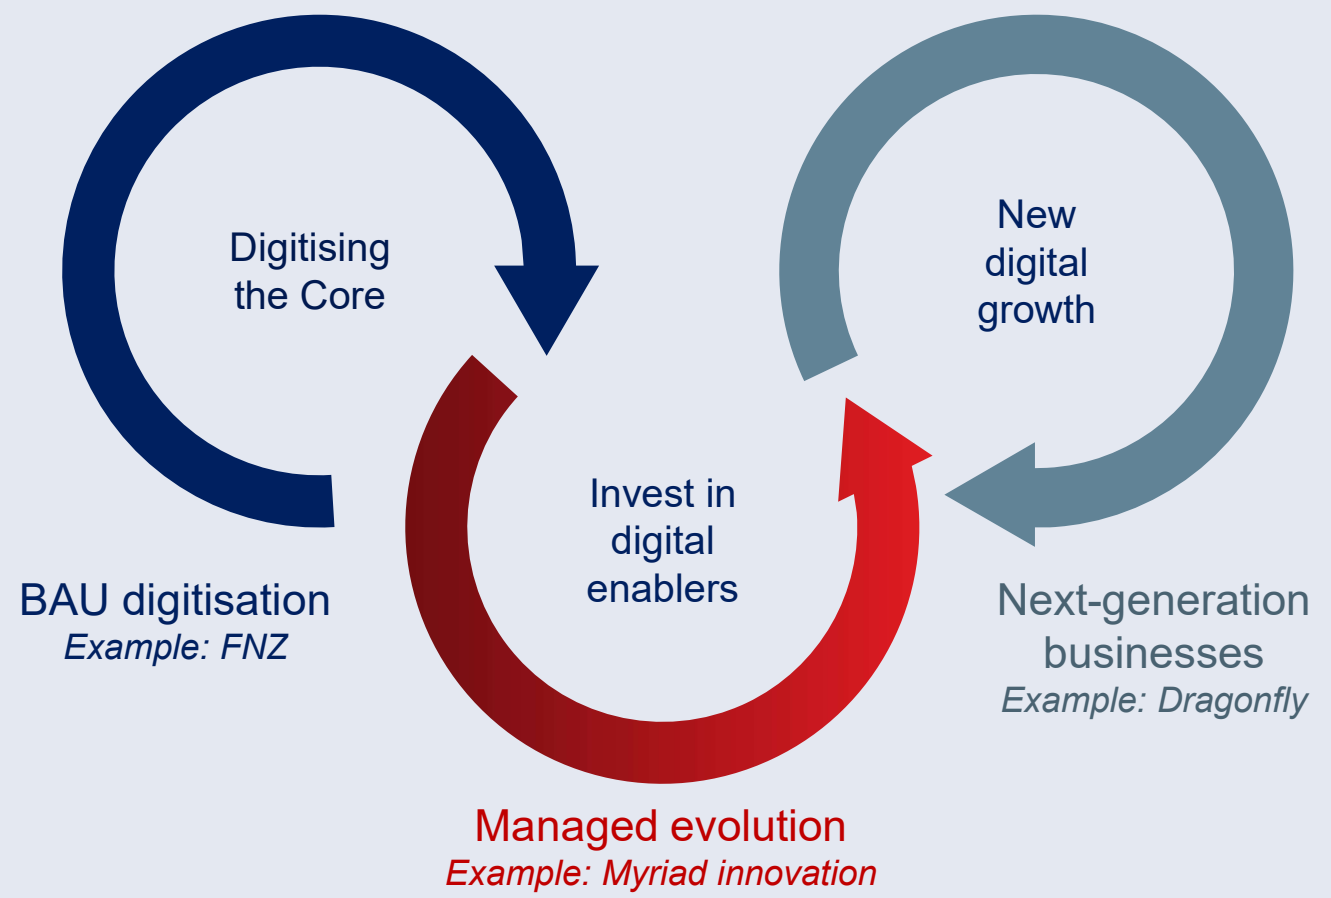 Digitising
the Core
BAU digitisation
Example: FNZ
Invest in
digital
enablers
Managed evolution
Example: Myriad innovation
New
digital
growth
Next-generation
businesses
Example: Dragonfly